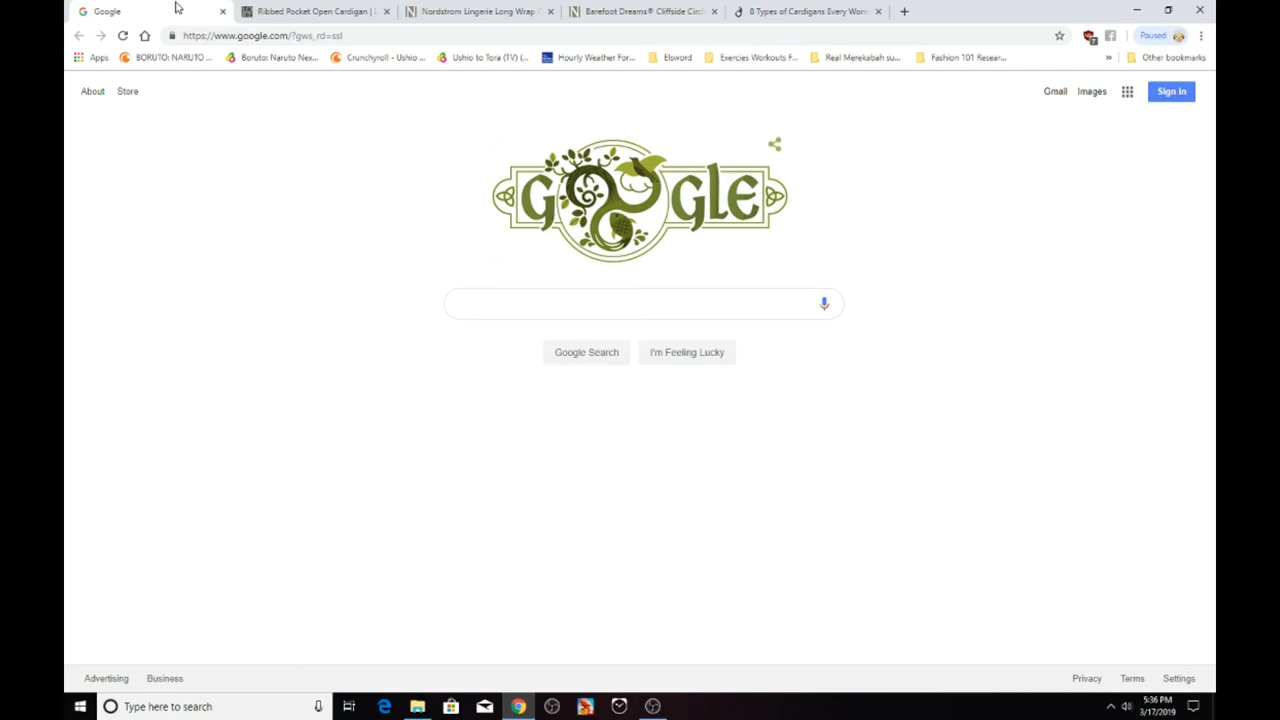 Google
Ribbed Pocket Open Cardigan |
Nordstrom Lingerie Long Wrap
Barefoot Dreams® Cliffside Circl
8 Types of Cardigans Every Wom
https://www.google.com/?gws_rd=ssl
7
Paused
Apps
BORUTO: NARUTO ...
Boruto: Naruto Nex...
Crunchyroll - Ushio ...
Ushio to Tora (TV) (...
Hourly Weather For...
Elsword
Exercies Workouts F...
Real Merekabah su...
Fashion 101 Resear...
»
Other bookmarks
About
Store
Gmail
Images
Sign in
GOOGLE
Google Search
I'm Feeling Lucky
Advertising
Business
Privacy
Terms
Settings
Type here to search
5:36 PM
3/17/2019